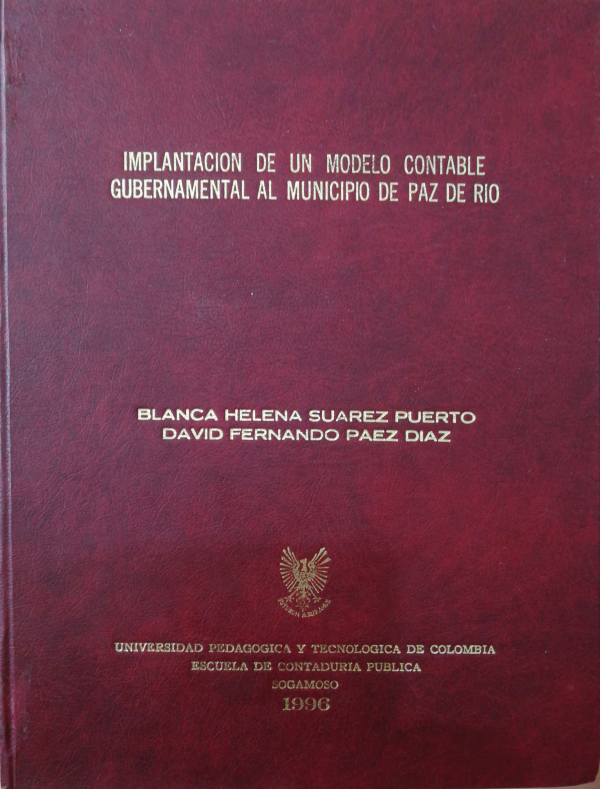 IMPLANTACION DE UN MODELO CONTABLE
GUBERNAMENTAL AL MUNICIPIO DE PAZ DE RIO
BLANCA HELENA SUAREZ PUERTO
DAVID FERNANDO PAEZ DIAZ
UNIVERSIDAD PEDAGOGICA Y TECNOLOGICA DE COLOMBIA
ESCUELA DE CONTADURIA PUBLICA
SOGAMOSO
1996